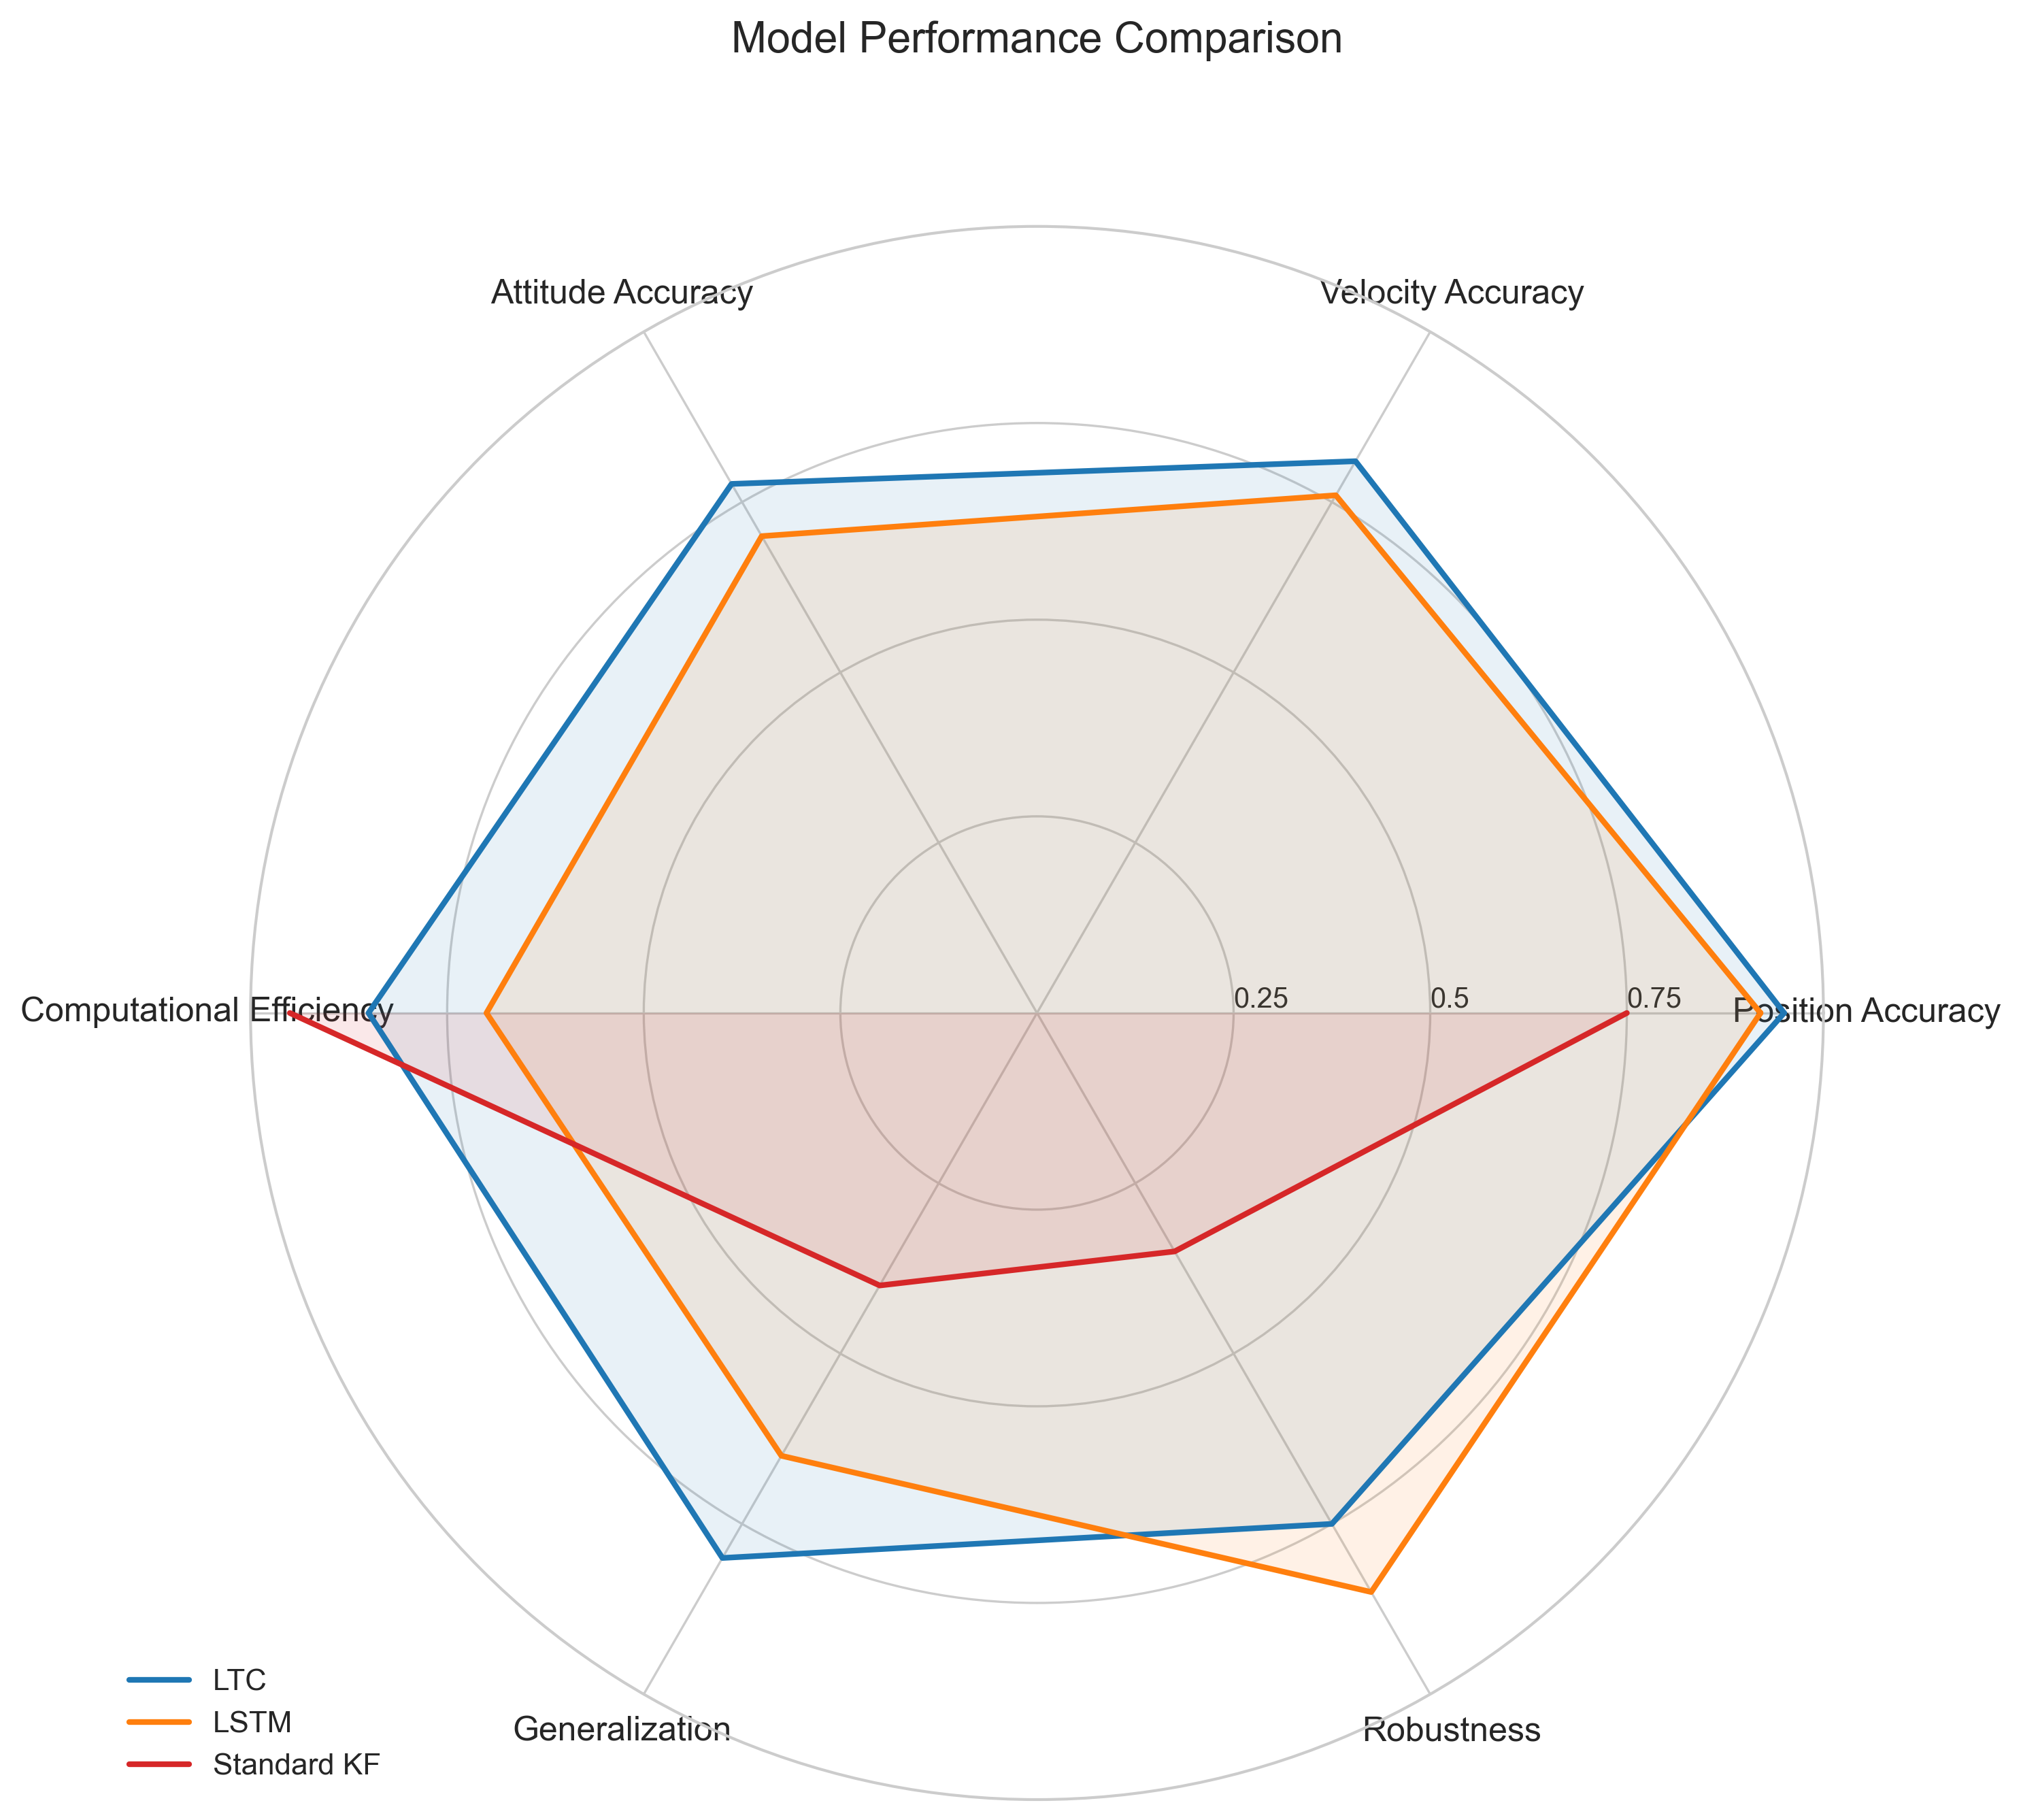 Model Performance Comparison
Attitude Accuracy
Velocity Accuracy
Computational Efficiency
0.25
0.5
0.75
Position Accuracy
Generalization
Robustness
LTC
LSTM
Standard KF